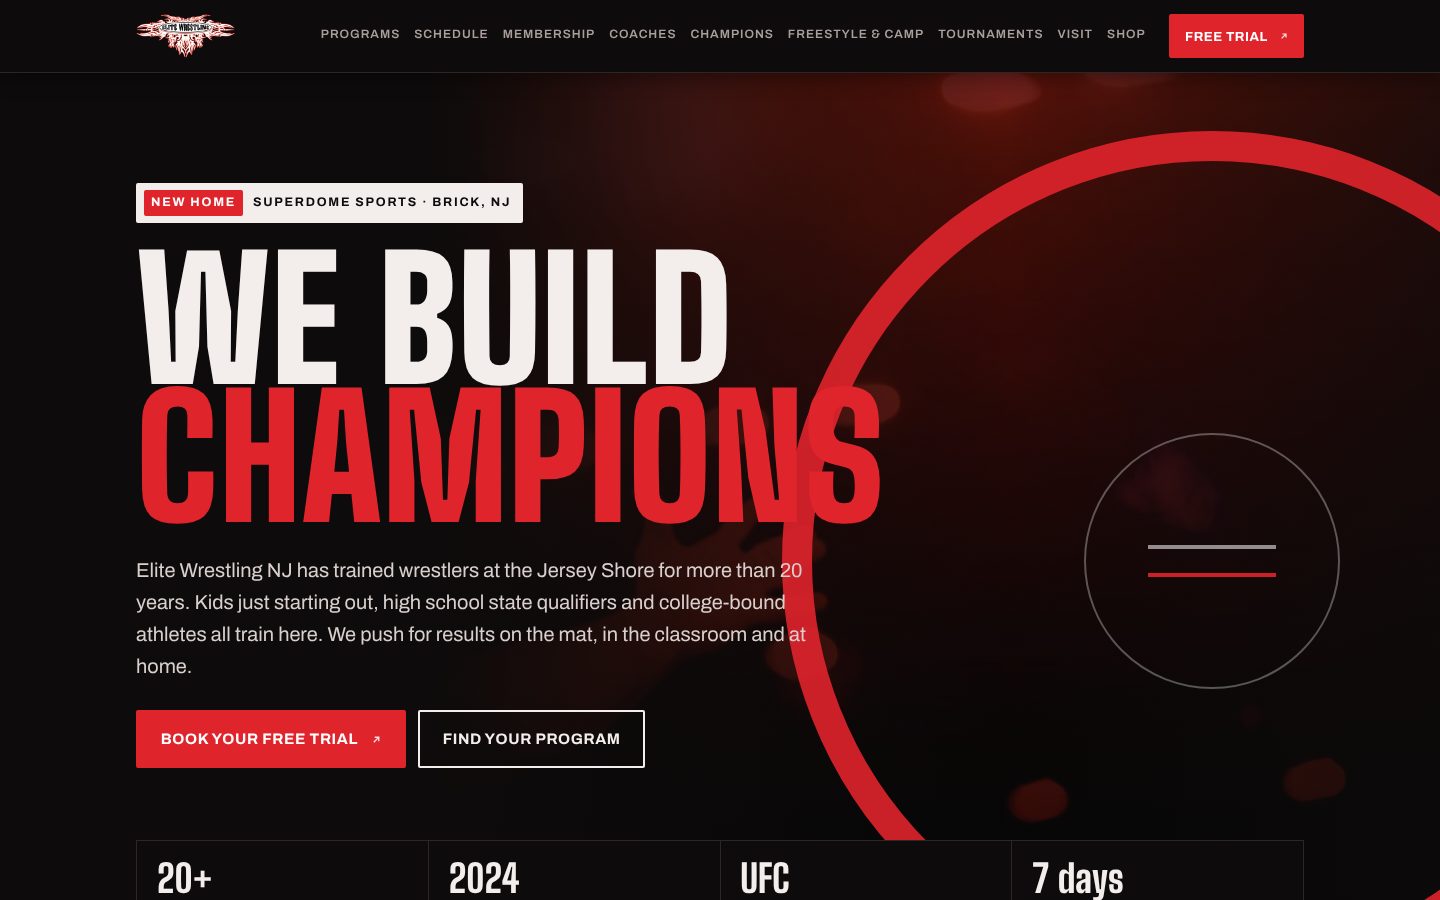 ELITE WRESTLING
PROGRAMS SCHEDULE MEMBERSHIP COACHES CHAMPIONS FREESTYLE & CAMP TOURNAMENTS VISIT SHOP FREE TRIAL
NEW HOME SUPERDOME SPORTS · BRICK, NJ
WE BUILD
CHAMPIONS
Elite Wrestling NJ has trained wrestlers at the Jersey Shore for more than 20
years. Kids just starting out, high school state qualifiers and college-bound
athletes all train here. We push for results on the mat, in the classroom and at
home.
BOOK YOUR FREE TRIAL FIND YOUR PROGRAM
20+ 2024 UFC 7 days